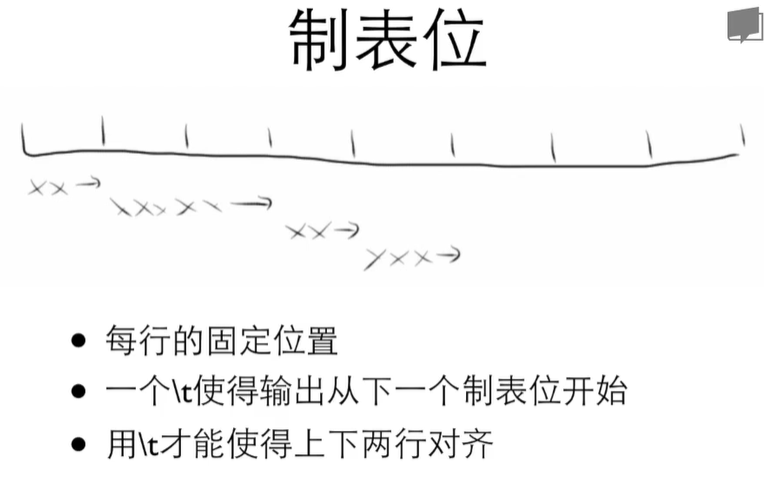 制表位
xx→
xxxxx→
xx→
yxx→
• 每行的固定位置
• 一个\t使得输出从下一个制表位开始
• 用\t才能使得上下两行对齐